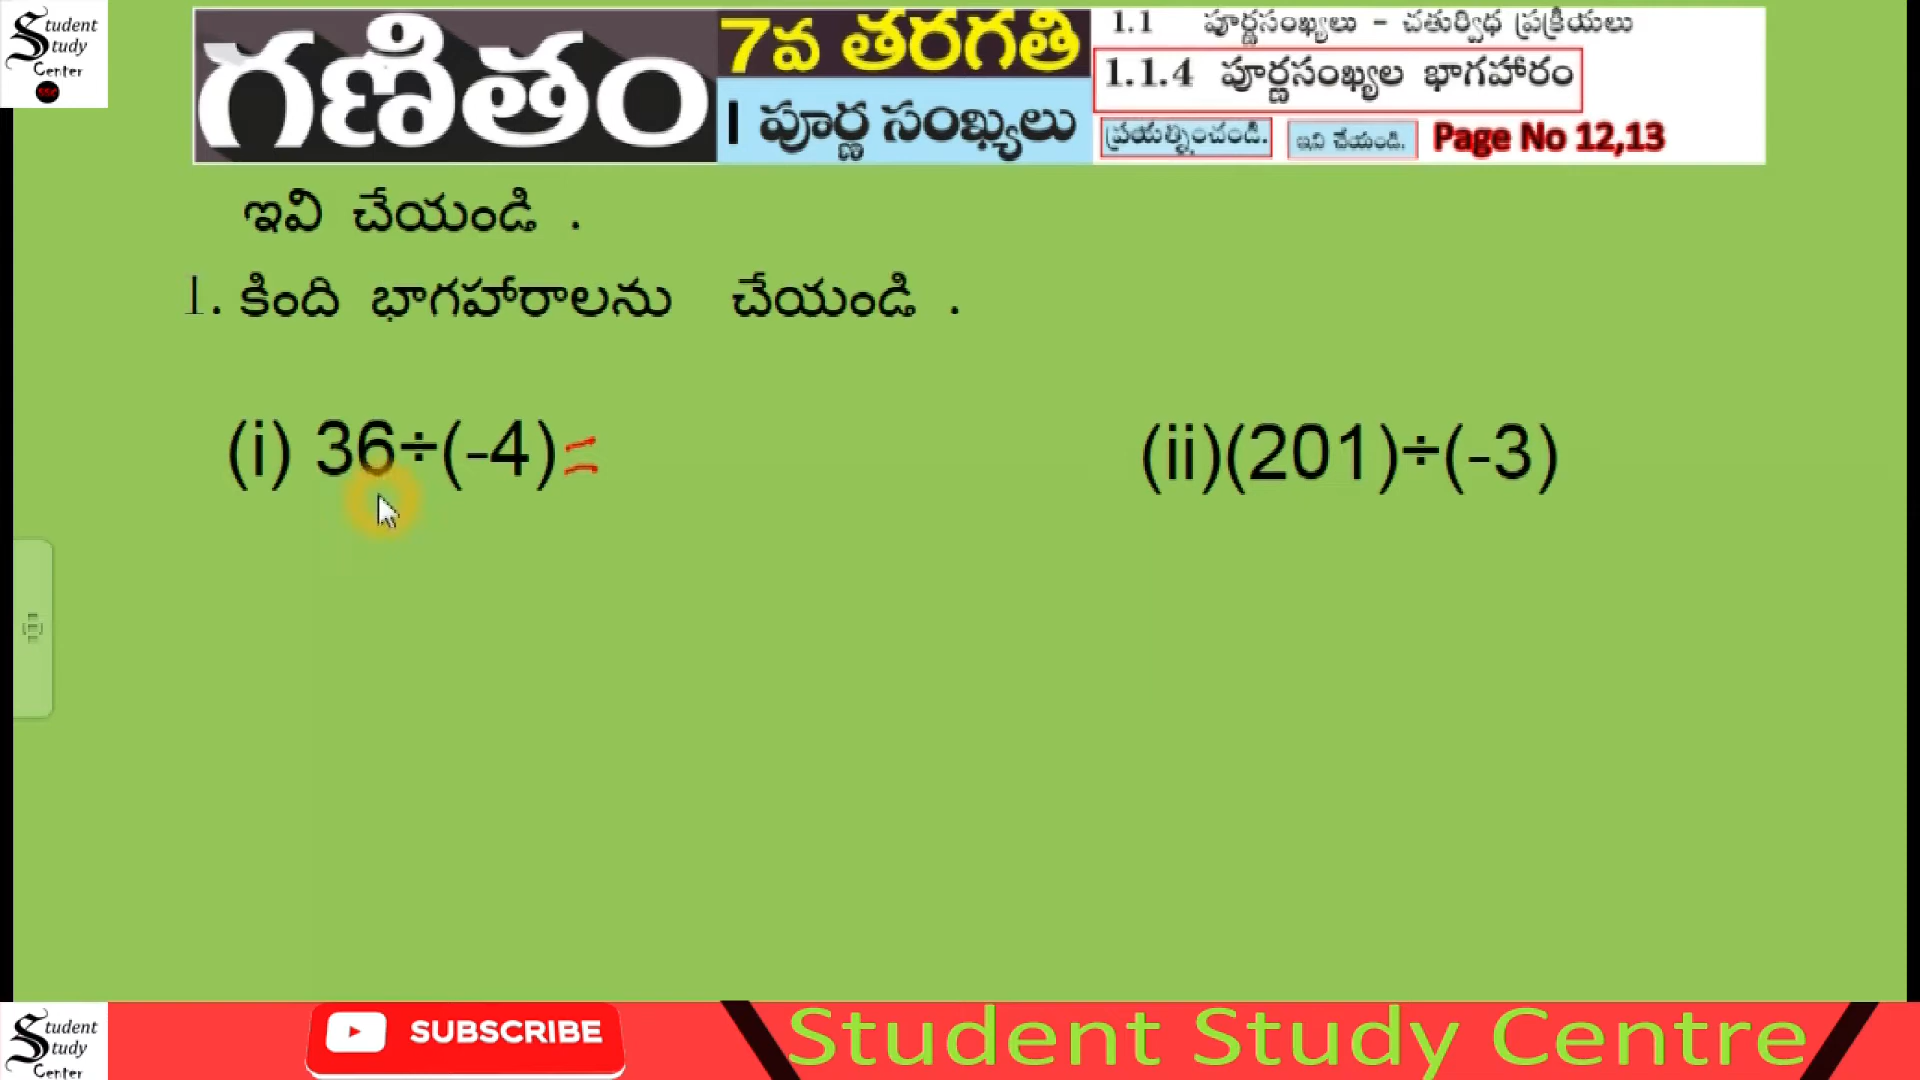 Student
Study
Center
SSC
గణితం
7వ తరగతి
I పూర్ణ సంఖ్యలు
1.1 పూర్ణసంఖ్యలు - చతుర్విధ ప్రక్రియలు
1.1.4 పూర్ణసంఖ్యల భాగహారం
ప్రయత్నించండి. ఇవి చేయండి. Page No 12,13
ఇవి చేయండి .
1. కింది భాగహారాలను చేయండి .
(i) 36÷(-4)=
(ii)(201)÷(-3)
Student
Study
Center
SUBSCRIBE
Student Study Centre